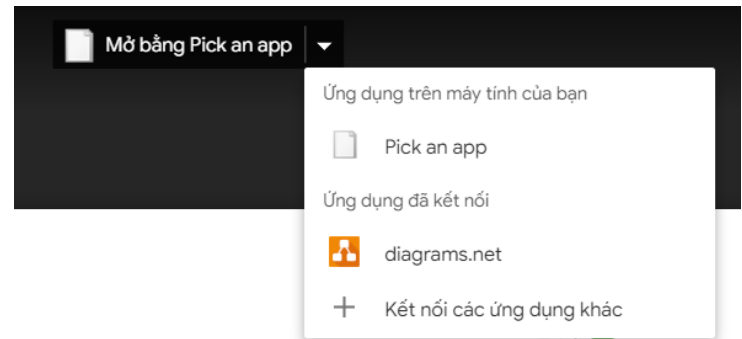 Mở bằng Pick an app
Ứng dụng trên máy tính của bạn
Pick an app
Ứng dụng đã kết nối
diagrams.net
Kết nối các ứng dụng khác